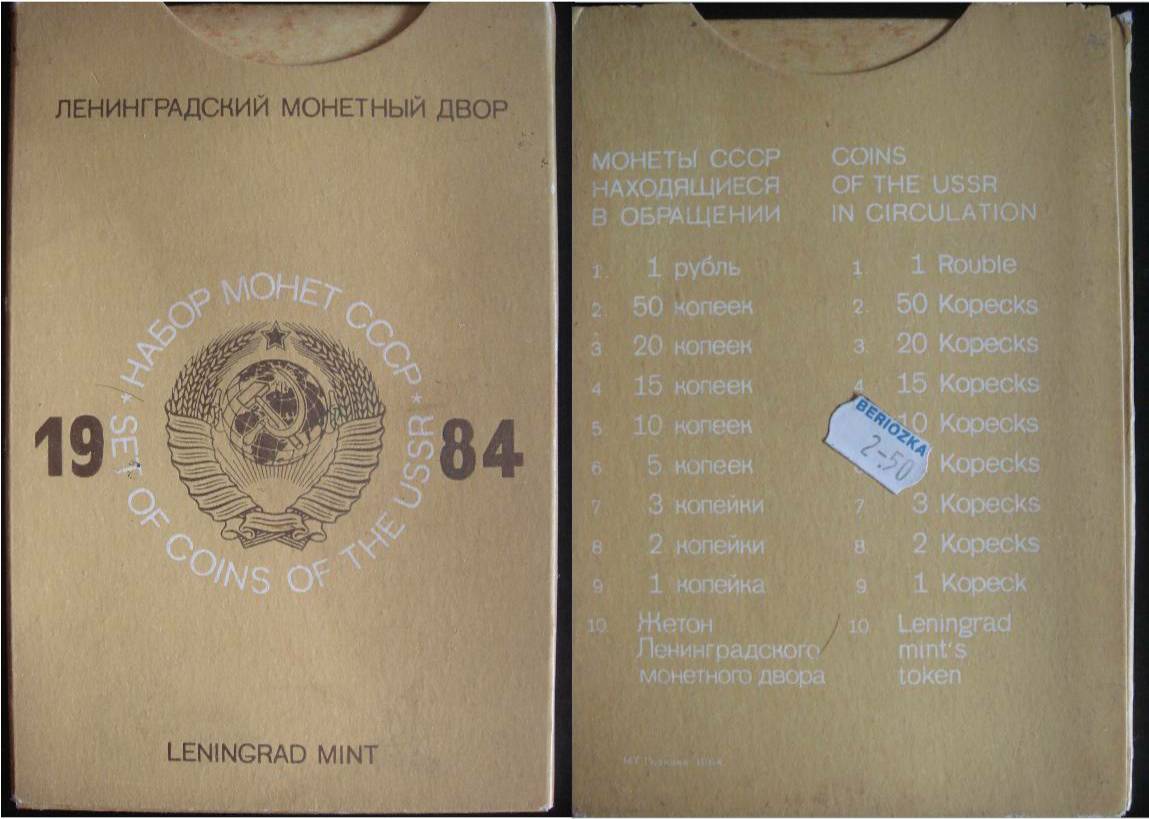 ЛЕНИНГРАДСКИЙ МОНЕТНЫЙ ДВОР
НАБОР МОНЕТ СССР
19 84
* SET OF COINS OF THE USSR *
LENINGRAD MINT
МОНЕТЫ СССР
НАХОДЯЩИЕСЯ
В ОБРАЩЕНИИ
1. 1 рубль
2. 50 копеек
3. 20 копеек
4 15 копеек
5. 10 копеек
6 5 копеек
7 3 копейки
8 2 копейки
9 1 копейка
10. Жетон
Ленинградского
монетного двора
COINS
OF THE USSR
IN CIRCULATION
1. 1 Rouble
2. 50 Kopecks
3. 20 Kopecks
4. 15 Kopecks
10 Kopecks
Kopecks
7. 3 Kopecks
8. 2 Kopecks
9. 1 Kopeck
10. Leningrad
mint's
token
BERIOZKA
2-50